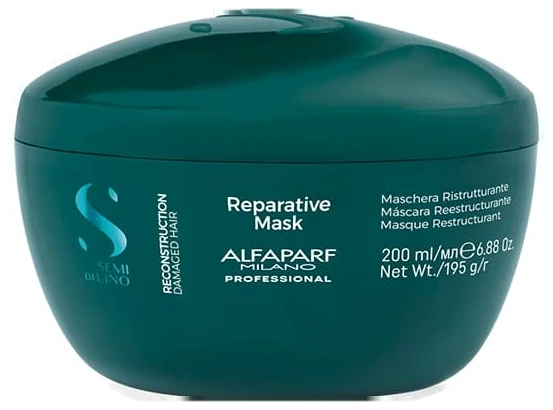 SEMI
DI LINO
RECONSTRUCTION
DAMAGED HAIR
Reparative
Mask
ALFAPARF
MILANO
PROFESSIONAL
Maschera Ristrutturante
Máscara Reestructurante
Masque Restructurant
200 ml/мл℮6.88 Oz.
Net Wt./195 g/г